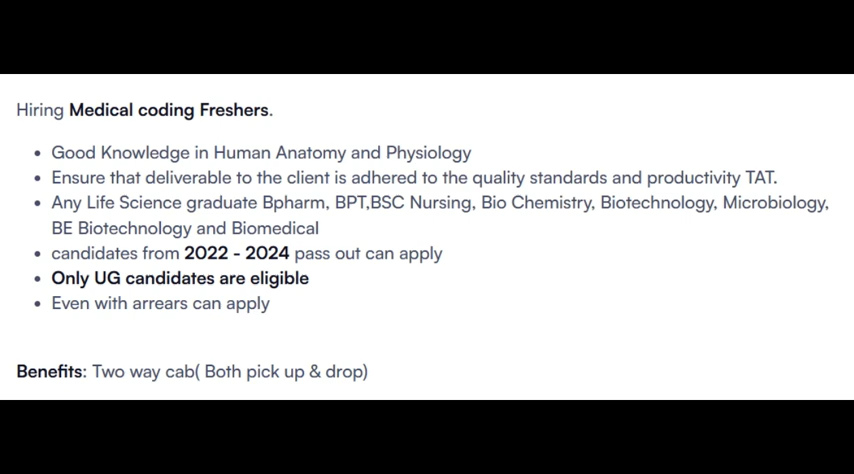 Hiring Medical coding Freshers.
• Good Knowledge in Human Anatomy and Physiology
• Ensure that deliverable to the client is adhered to the quality standards and productivity TAT.
• Any Life Science graduate Bpharm, BPT,BSC Nursing, Bio Chemistry, Biotechnology, Microbiology,
BE Biotechnology and Biomedical
• candidates from 2022 - 2024 pass out can apply
• Only UG candidates are eligible
• Even with arrears can apply
Benefits: Two way cab( Both pick up & drop)